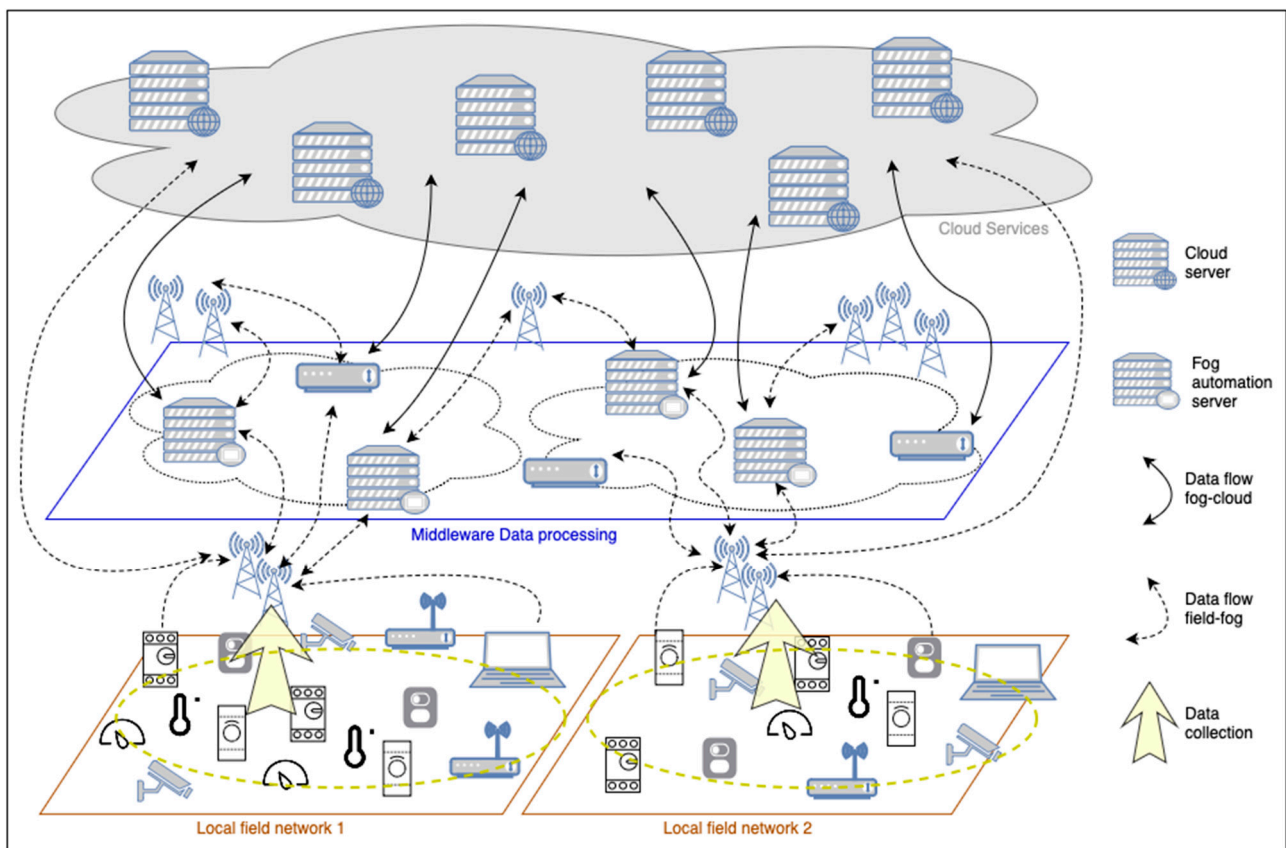 Cloud Services
Cloud
server
Fog
automation
server
Data flow
fog-cloud
Middleware Data processing
Data flow
field-fog
Data
collection
Local field network 1
Local field network 2